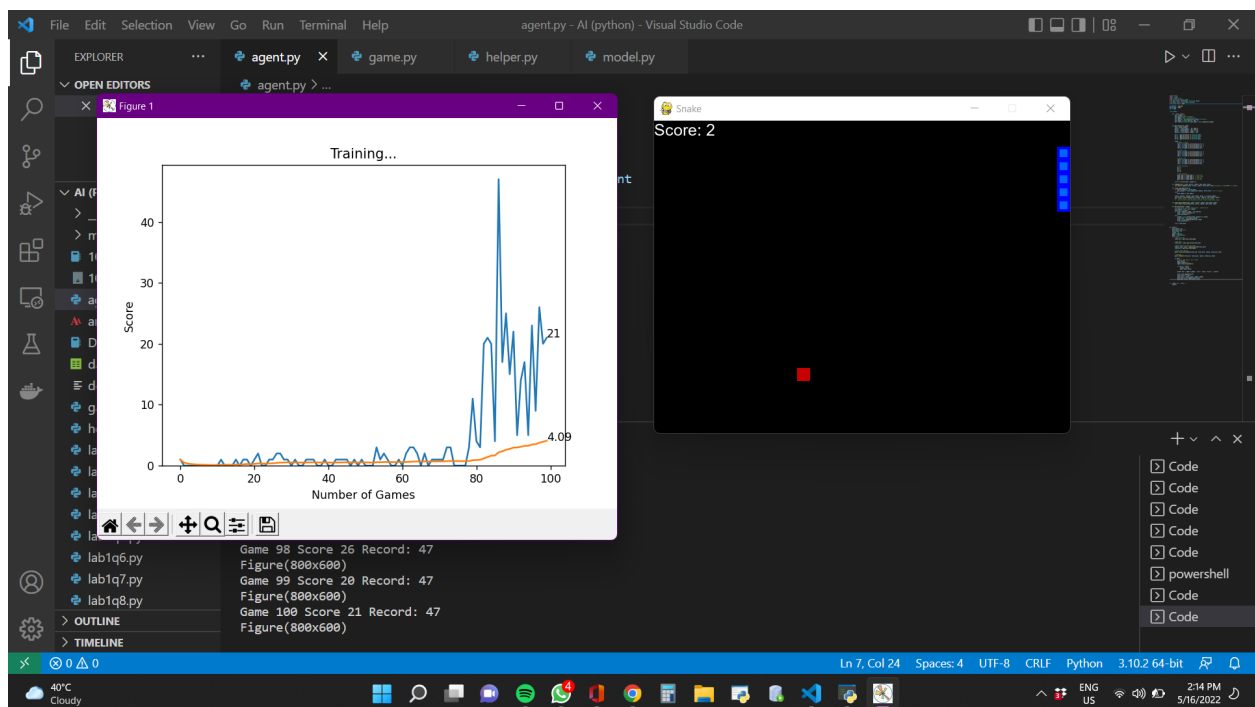 File Edit Selection View Go Run Terminal Help agent.py - AI (python) - Visual Studio Code
EXPLORER
agent.py game.py helper.py model.py
OPEN EDITORS
agent.py > ...
Figure 1
Snake
Score: 2
Training...
nt
Score
40
30
20
10
0
21
4.09
0 20 40 60 80 100
Number of Games
lab1q6.py
lab1q7.py
lab1q8.py
OUTLINE
TIMELINE
Game 98 Score 26 Record: 47
Figure(800x600)
Game 99 Score 20 Record: 47
Figure(800x600)
Game 100 Score 21 Record: 47
Figure(800x600)
Code
Code
Code
Code
Code
powershell
Code
Code
0 0 Ln 7, Col 24 Spaces: 4 UTF-8 CRLF Python 3.10.2 64-bit
40°C
Cloudy
4
ENG
US
2:14 PM
5/16/2022